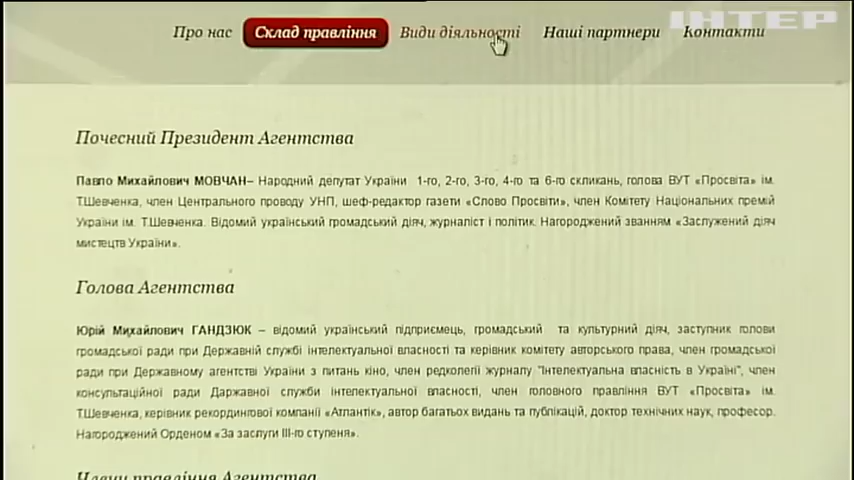 Про нас Склад правління Види діяльності Наші партнери Контакти
ІНТЕР
Почесний Президент Агентства
Павло Михайлович МОВЧАН– Народний депутат України 1-го, 2-го, 3-го, 4-го та 6-го скликань, голова ВУТ «Просвіта» ім.
Т.Шевченка, член Центрального проводу УНП, шеф-редактор газети «Слово Просвіти», член Комітету Національних премій
України ім. Т.Шевченка. Відомий український громадський діяч, журналіст і політик. Нагороджений званням «Заслужений діяч
мистецтв України».
Голова Агентства
Юрій Михайлович ГАНДЗЮК – відомий український підприємець, громадський та культурний діяч, заступник голови
громадської ради при Державній службі інтелектуальної власності та керівник комітету авторського права, член громадської
ради при Державному агентстві України з питань кіно, член редколегії журналу "Інтелектуальна власність в Україні", член
консультаційної ради Даржавної служби інтелектуальної власності, член головного правління ВУТ «Просвіта» ім.
Т.Шевченка, керівник рекордингової компанії «Атлантік», автор багатьох видань та публікацій, доктор технічних наук, професор.
Нагороджений Орденом «За заслуги ІІІ-го ступеня».
Члени правління Агентства